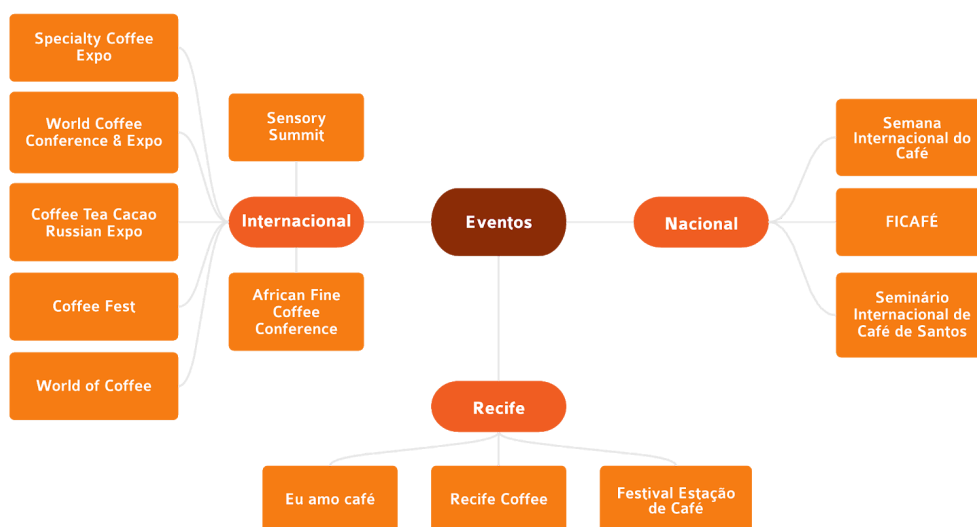 Specialty Coffee
Expo
World Coffee
Conference & Expo
Coffee Tea Cacao
Russian Expo
Coffee Fest
World of Coffee
Sensory
Summit
Internacional
African Fine
Coffee
Conference
Eventos
Nacional
Semana
Internacional do
Café
FICAFÉ
Seminário
Internacional de
Café de Santos
Recife
Eu amo café
Recife Coffee
Festival Estação
de Café